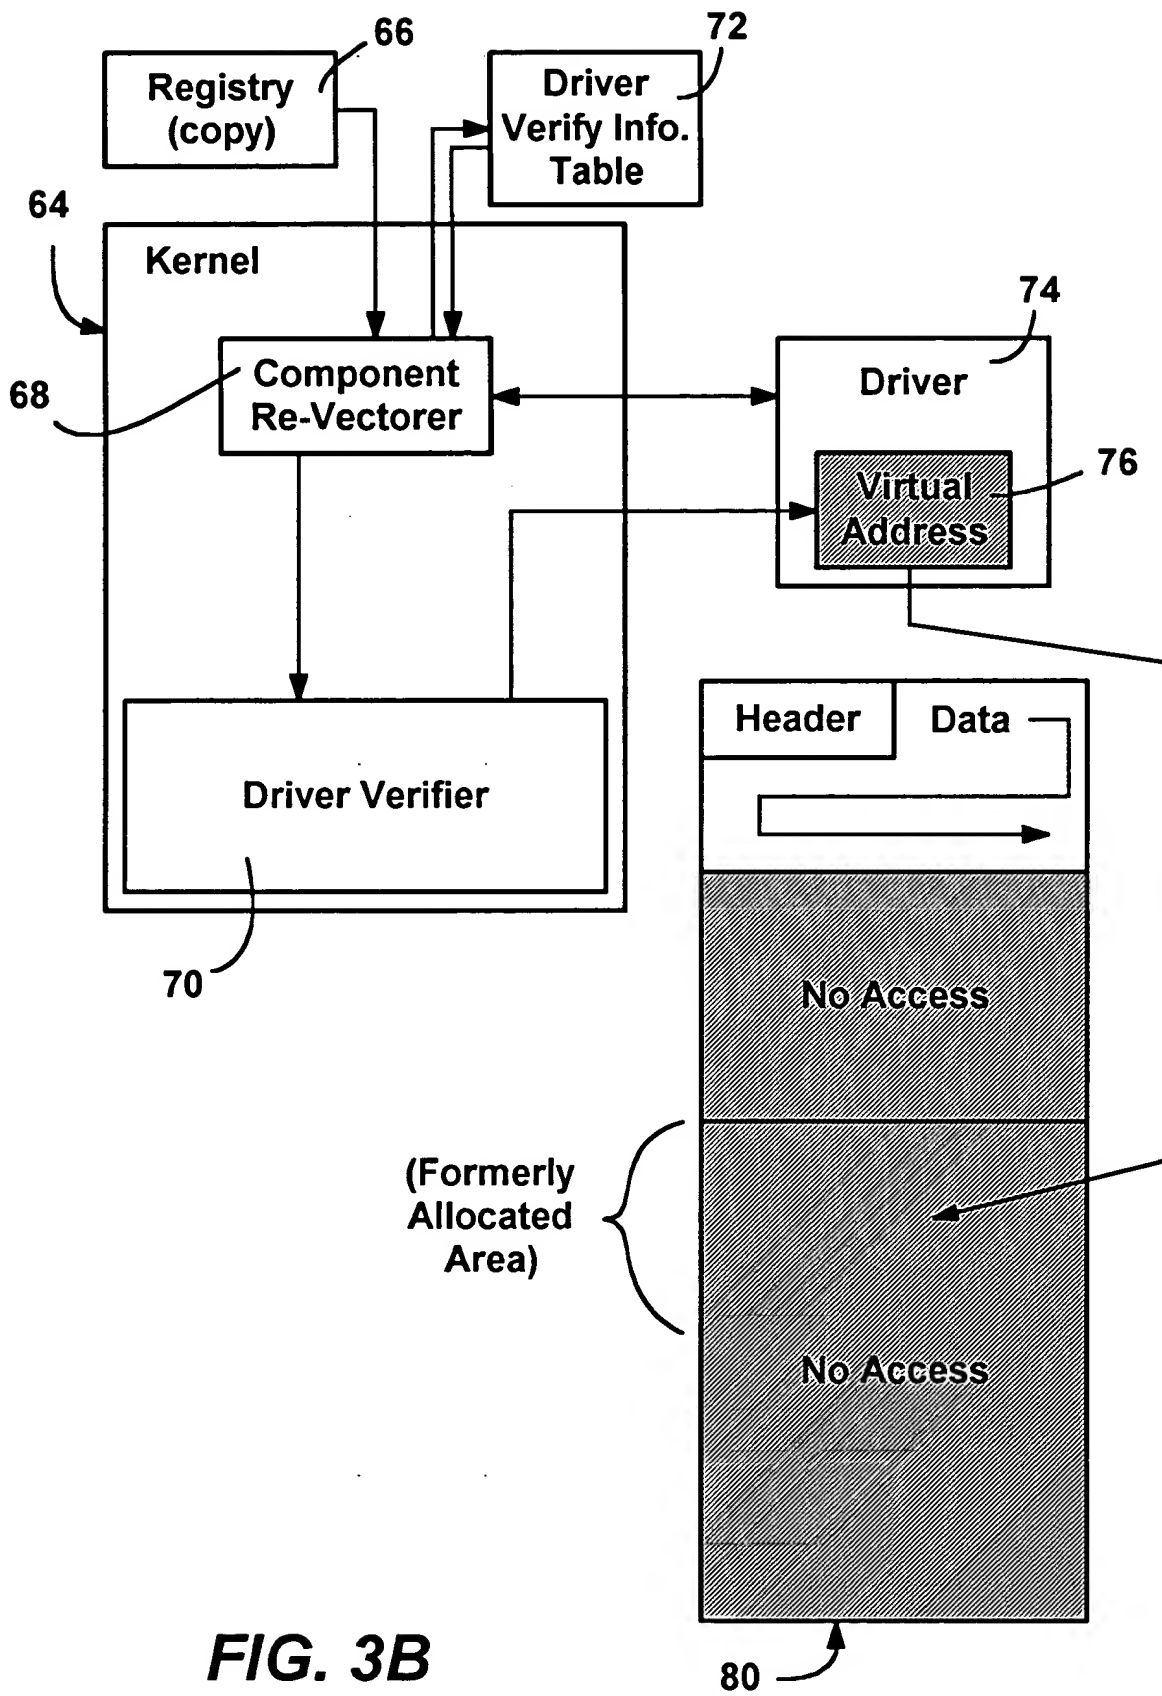 66
72
Registry
(copy)
Driver
Verify Info.
Table
64
Kernel
74
Component
Re-Vectorer
68
Driver
76
Virtual
Address
Header
Data
Driver Verifier
70
No Access
(Formerly
Allocated
Area)
No Access
FIG. 3B
80